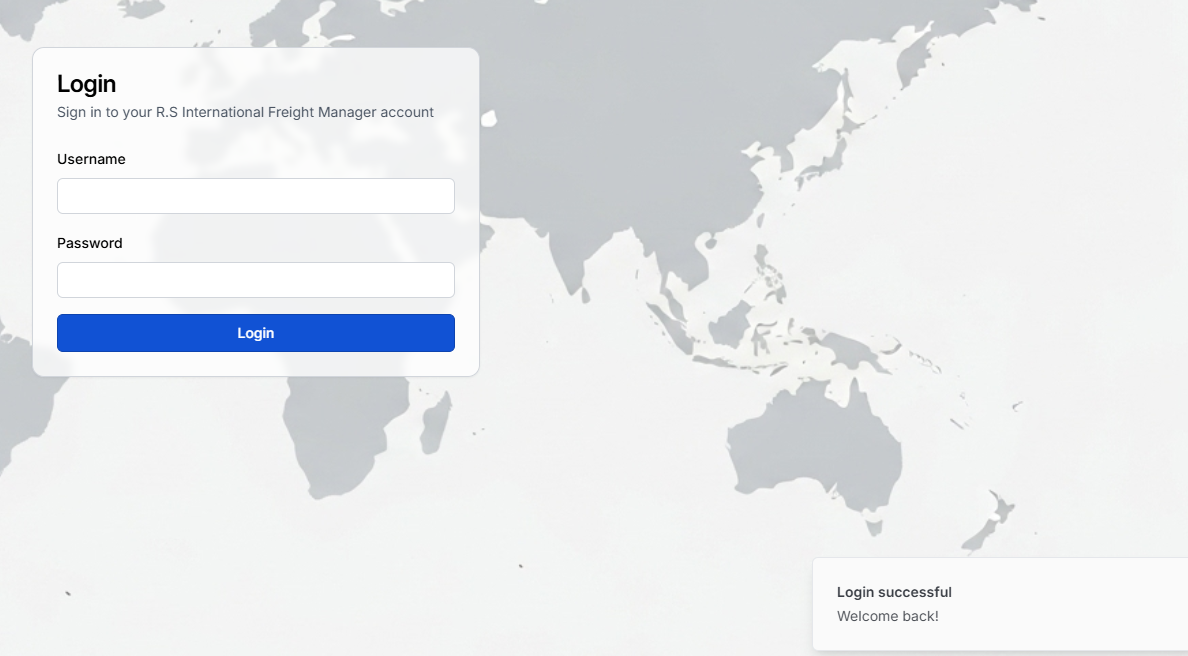 Login
Sign in to your R.S International Freight Manager account
Username
Password
Login
Login successful
Welcome back!